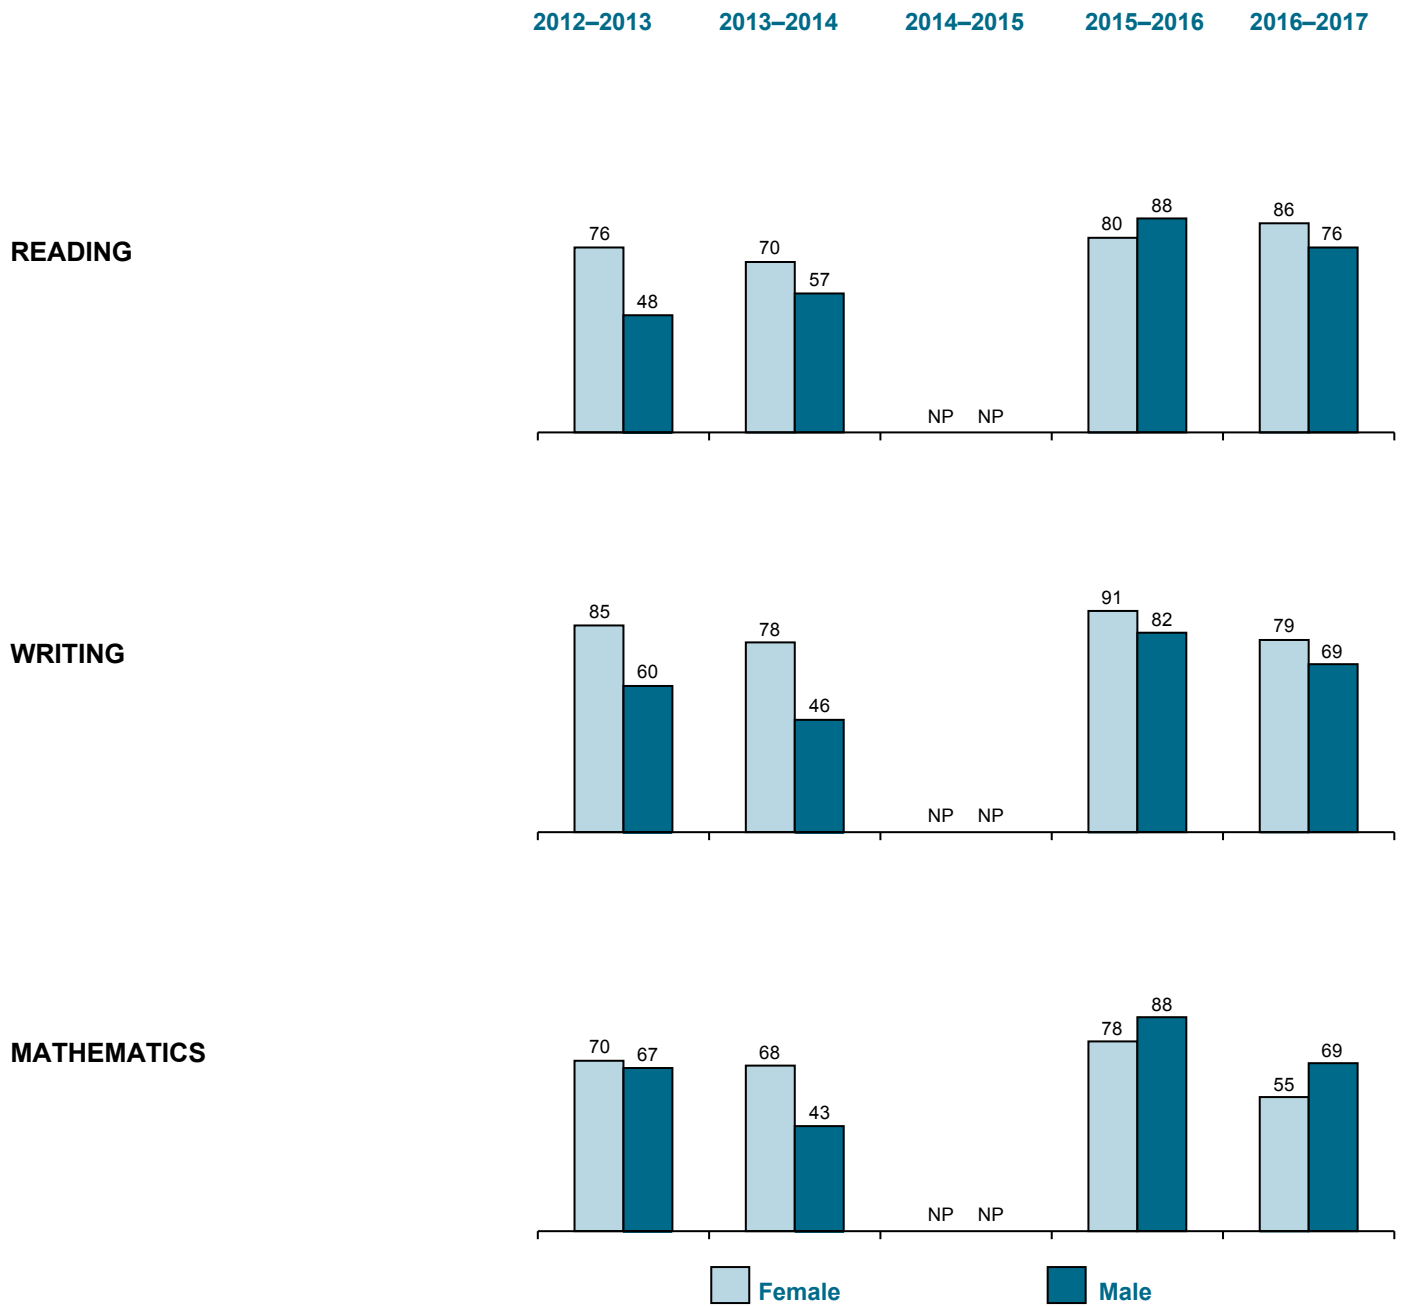 2012–2013 2013–2014 2014–2015 2015–2016 2016–2017
READING
76 48 70 57 NP NP 80 88 86 76
WRITING
85 60 78 46 NP NP 91 82 79 69
MATHEMATICS
70 67 68 43 NP NP 78 88 55 69
Female Male